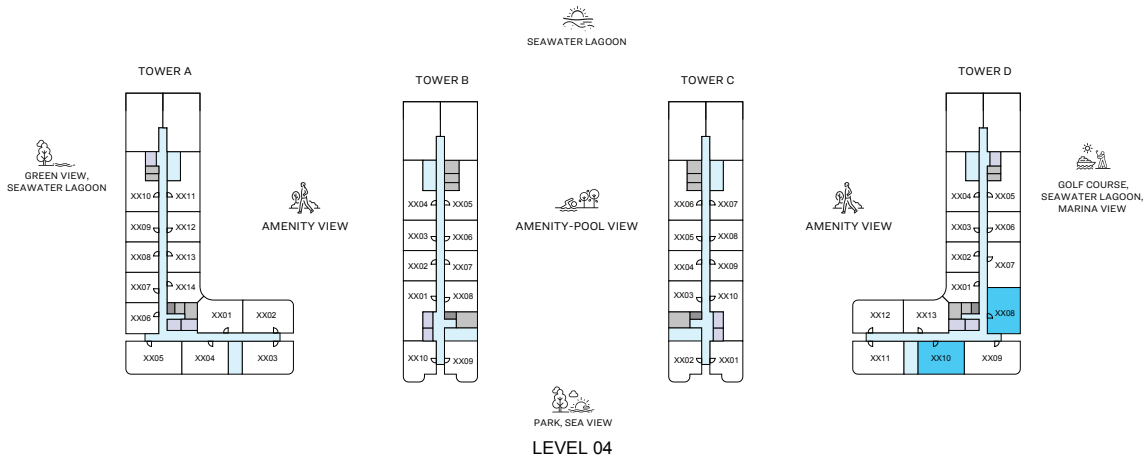 SEAWATER LAGOON
TOWER A
TOWER B
TOWER C
TOWER D
GREEN VIEW,
SEAWATER LAGOON
AMENITY VIEW
AMENITY-POOL VIEW
AMENITY VIEW
GOLF COURSE,
SEAWATER LAGOON,
MARINA VIEW
XX10 XX11
XX09 XX12
XX08 XX13
XX07 XX14
XX06 XX01 XX02
XX05 XX04 XX03
XX04 XX05
XX03 XX06
XX02 XX07
XX01 XX08
XX10 XX09
XX06 XX07
XX05 XX08
XX04 XX09
XX03 XX10
XX02 XX01
XX04 XX05
XX03 XX06
XX02 XX07
XX01 XX08
XX12 XX13
XX11 XX10 XX09
PARK, SEA VIEW
LEVEL 04